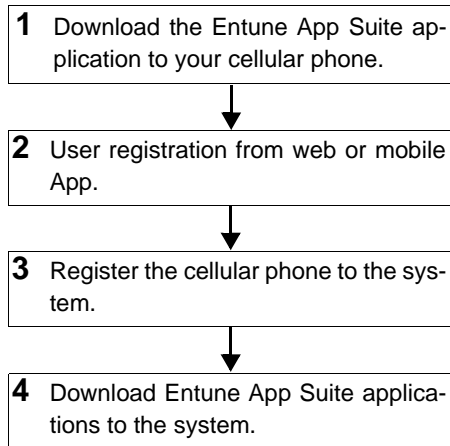 1 Download the Entune App Suite ap-
plication to your cellular phone.
2 User registration from web or mobile
App.
3 Register the cellular phone to the sys-
tem.
4 Download Entune App Suite applica-
tions to the system.